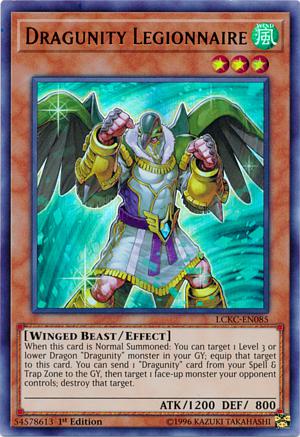 DRAGUNITY LEGIONNAIRE
WIND
風
LCKC-EN085
[WINGED BEAST/EFFECT]
When this card is Normal Summoned: You can target 1 Level 3 or
lower Dragon "Dragunity" monster in your GY; equip that target
to this card. You can send 1 "Dragunity" card from your Spell &
Trap Zone to the GY, then target 1 face-up monster your opponent
controls; destroy that target.
ATK/1200 DEF/ 800
54578613 1st Edition ©1996 KAZUKI TAKAHASHI